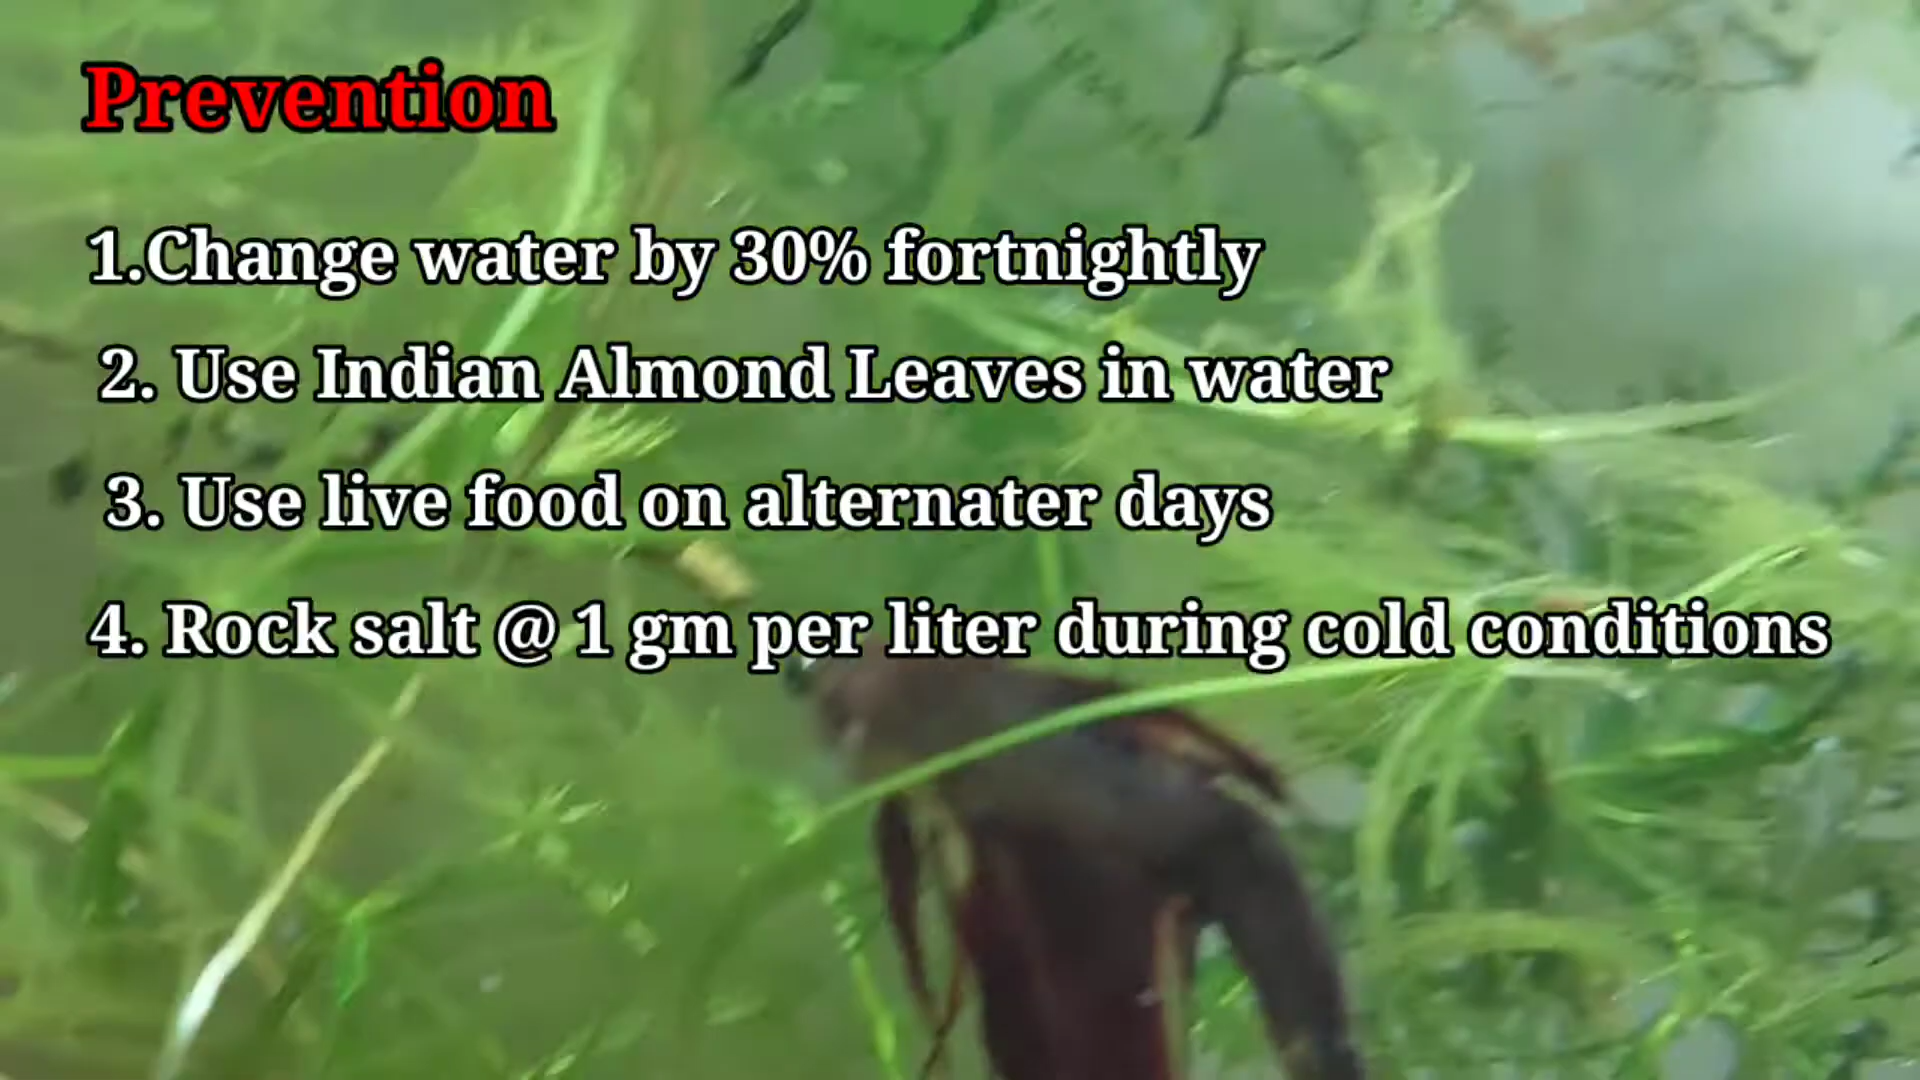 Prevention
1.Change water by 30% fortnightly
2. Use Indian Almond Leaves in water
3. Use live food on alternater days
4. Rock salt @ 1 gm per liter during cold conditions